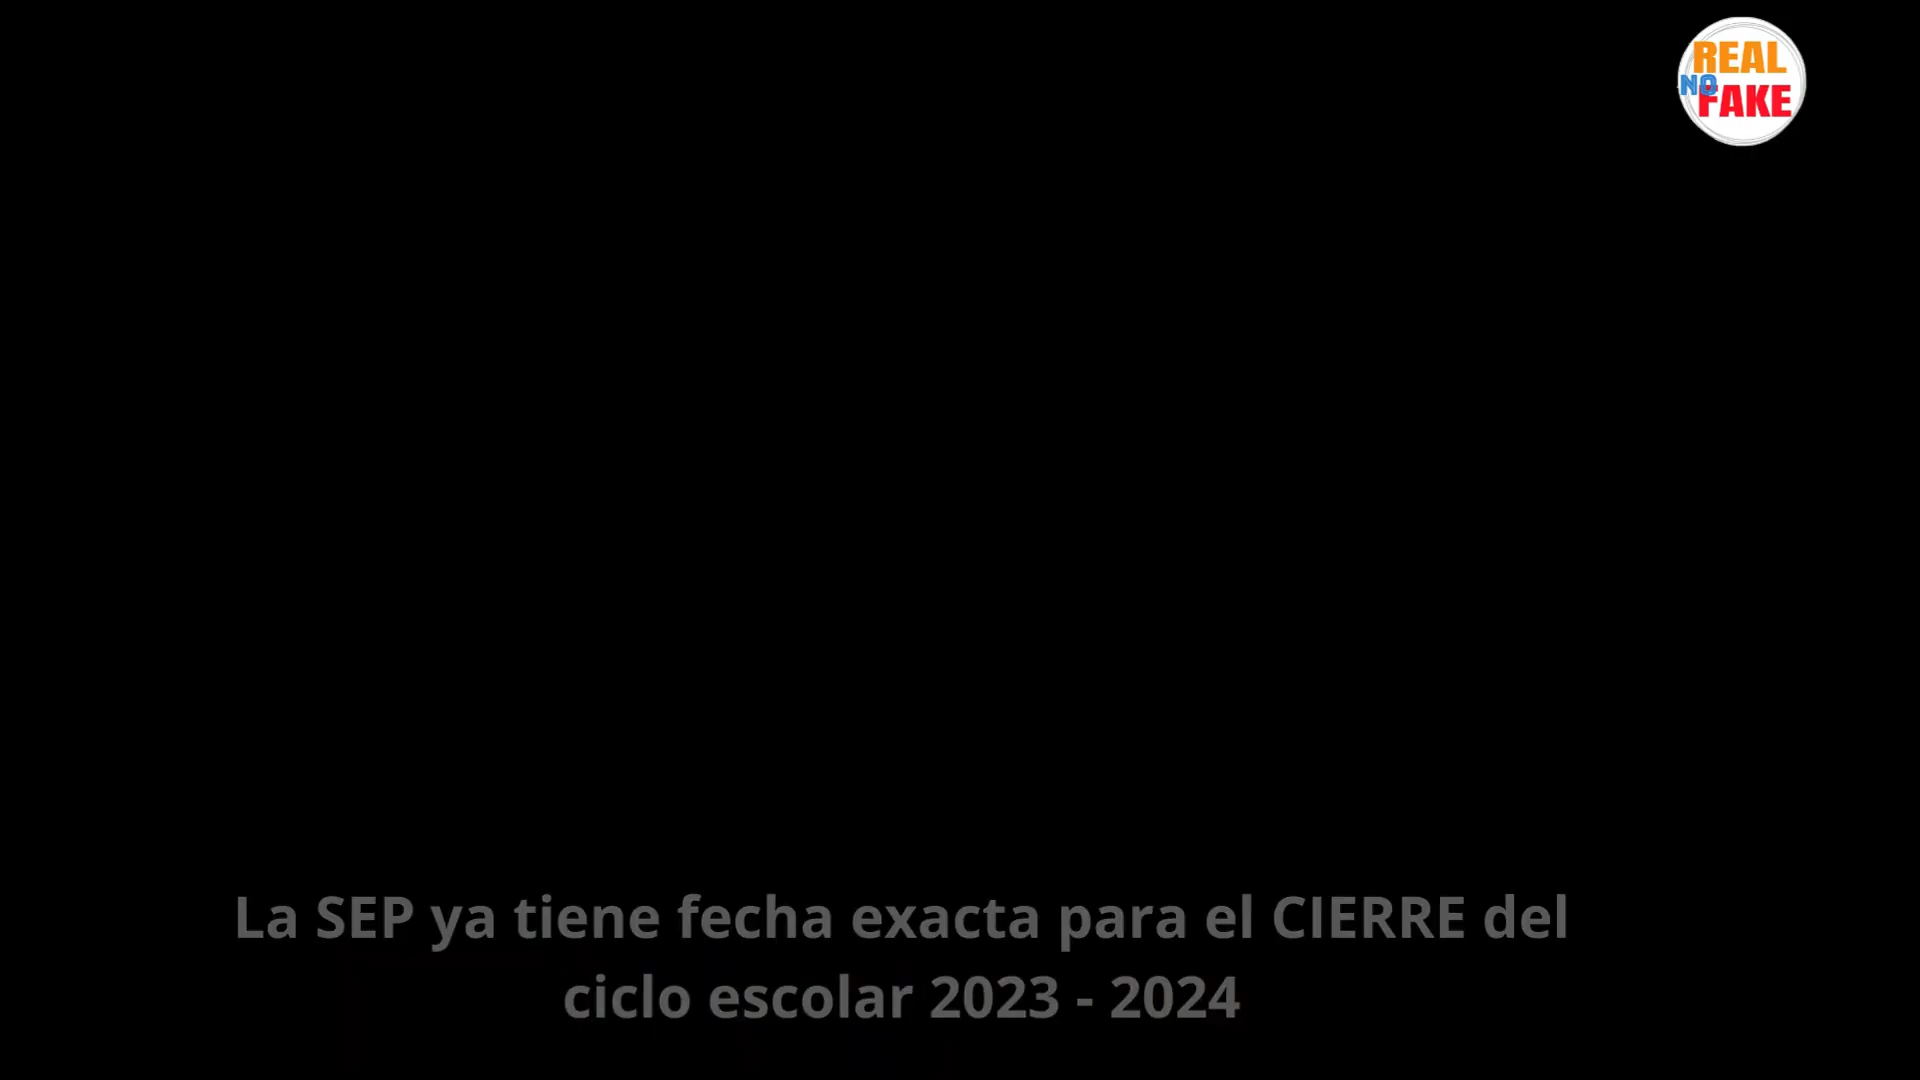 REAL
NO
FAKE
La SEP ya tiene fecha exacta para el CIERRE del
ciclo escolar 2023 - 2024